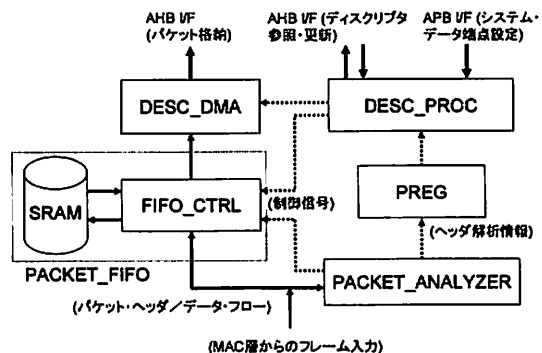 AHB I/F
(パケット格納)
AHB I/F (ディスクリプタ
参照・更新)
APB I/F (システム・
データ端点設定)
DESC_DMA
DESC_PROC
SRAM
FIFO_CTRL
(制御信号)
PREG
(ヘッダ解析情報)
PACKET_FIFO
PACKET_ANALYZER
(パケット・ヘッダ/データ・フロー)
(MAC層からのフレーム入力)